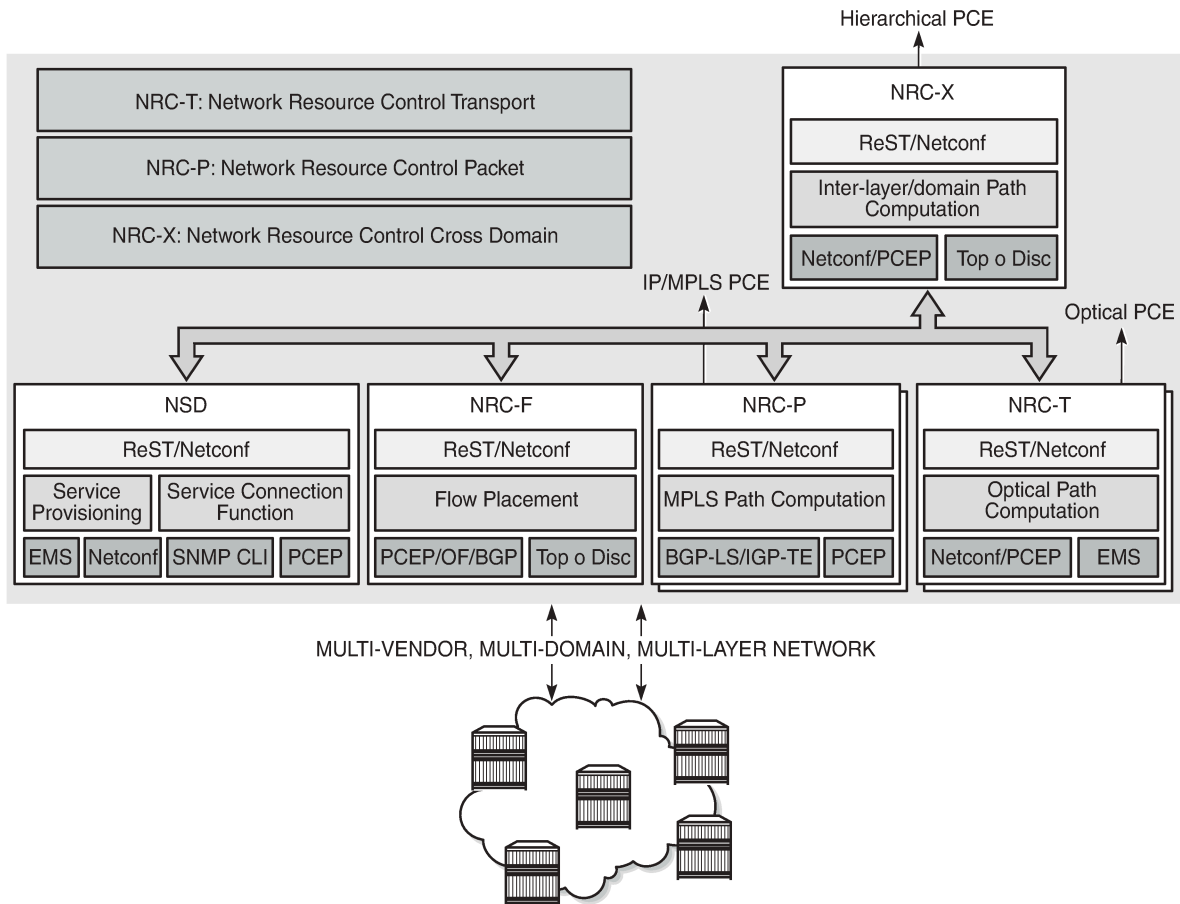 Hierarchical PCE
NRC-T: Network Resource Control Transport
NRC-P: Network Resource Control Packet
NRC-X: Network Resource Control Cross Domain
NRC-X
ReST/Netconf
Inter-layer/domain Path
Computation
Netconf/PCEP
Top o Disc
IP/MPLS PCE
Optical PCE
NSD
ReST/Netconf
Service
Provisioning
Service Connection
Function
EMS
Netconf
SNMP CLI
PCEP
NRC-F
ReST/Netconf
Flow Placement
PCEP/OF/BGP
Top o Disc
NRC-P
ReST/Netconf
MPLS Path Computation
BGP-LS/IGP-TE
PCEP
NRC-T
ReST/Netconf
Optical Path
Computation
Netconf/PCEP
EMS
MULTI-VENDOR, MULTI-DOMAIN, MULTI-LAYER NETWORK